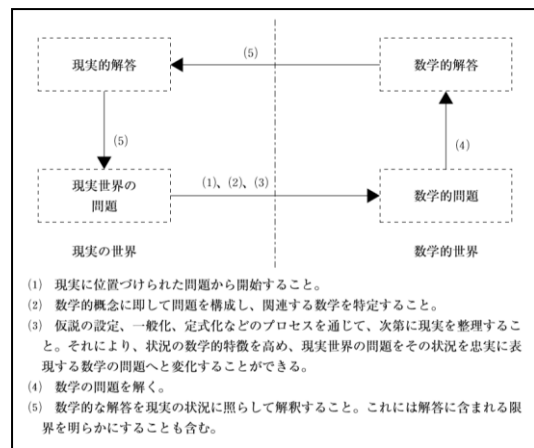 (5)
現実的解答
数学的解答
(5)
(4)
現実世界の
問題
(1)、(2)、(3)
数学的問題
現実の世界
数学的世界
(1) 現実に位置づけられた問題から開始すること。
(2) 数学的概念に即して問題を構成し、関連する数学を特定すること。
(3) 仮説の設定、一般化、定式化などのプロセスを通じて、次第に現実を整理するこ
と。それにより、状況の数学的特徴を高め、現実世界の問題をその状況を忠実に表
現する数学の問題へと変化することができる。
(4) 数学の問題を解く。
(5) 数学的な解答を現実の状況に照らして解釈すること。これには解答に含まれる限
界を明らかにすることも含む。